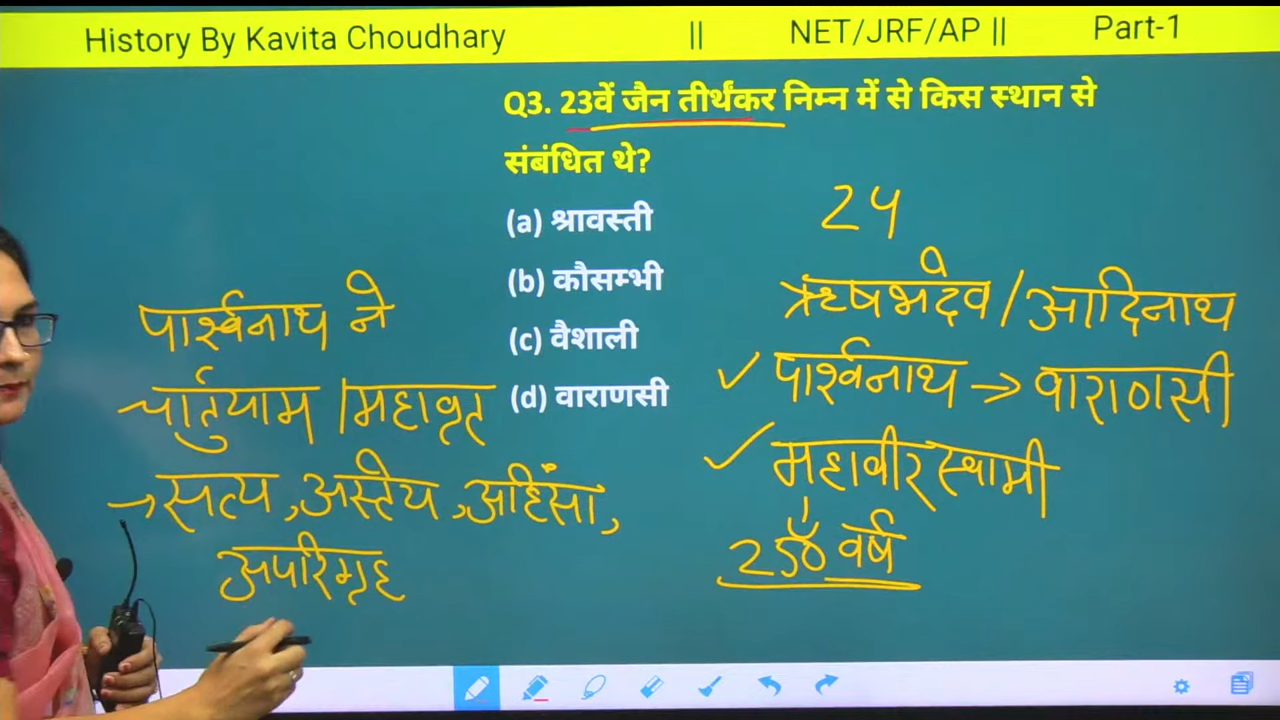 History By Kavita Choudhary || NET/JRF/AP || Part-1
Q3. 23वें जैन तीर्थंकर निम्न में से किस स्थान से
संबंधित थे?
(a) श्रावस्ती
(b) कौसम्भी
(c) वैशाली
(d) वाराणसी
24
ऋषभदेव / आदिनाथ
✓ पार्श्वनाथ → वाराणसी
✓ महावीर स्वामी
250 वर्ष
पार्श्वनाथ ने
चार्तुयाम / महावृत
→ सत्य, अस्तेय, अहिंसा,
अपरिग्रह